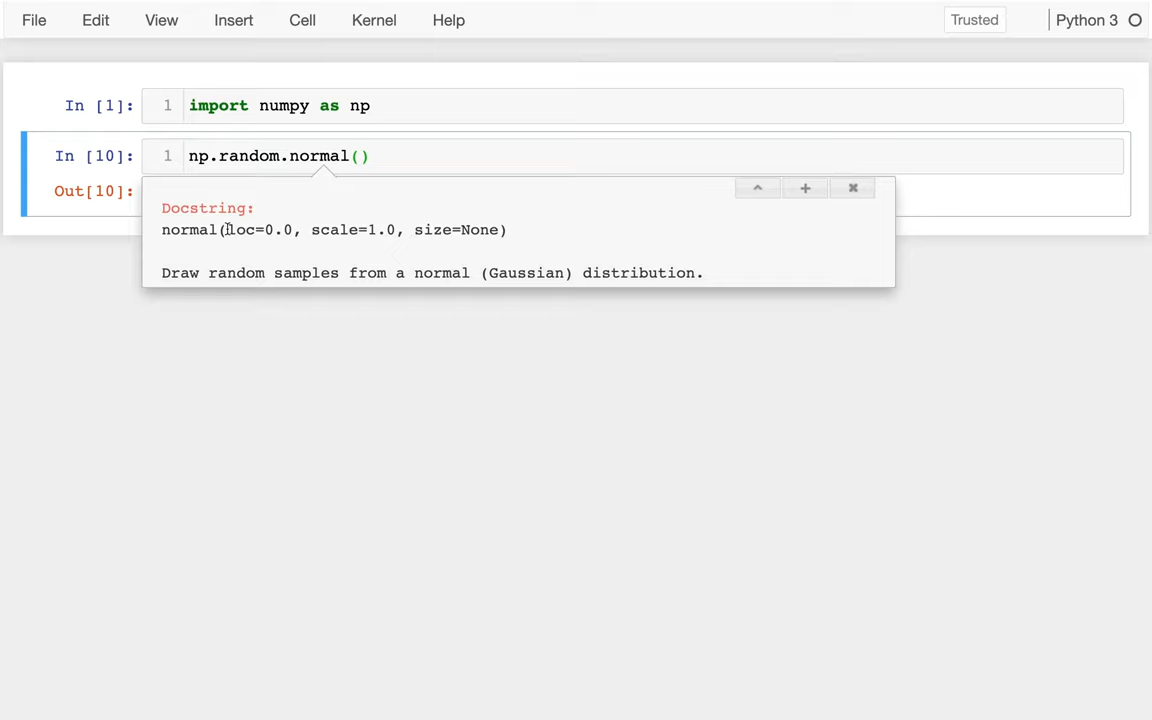 File Edit View Insert Cell Kernel Help Trusted Python 3
In [1]: 1 import numpy as np
In [10]: 1 np.random.normal()
Out[10]:
Docstring:
normal(loc=0.0, scale=1.0, size=None)
Draw random samples from a normal (Gaussian) distribution.